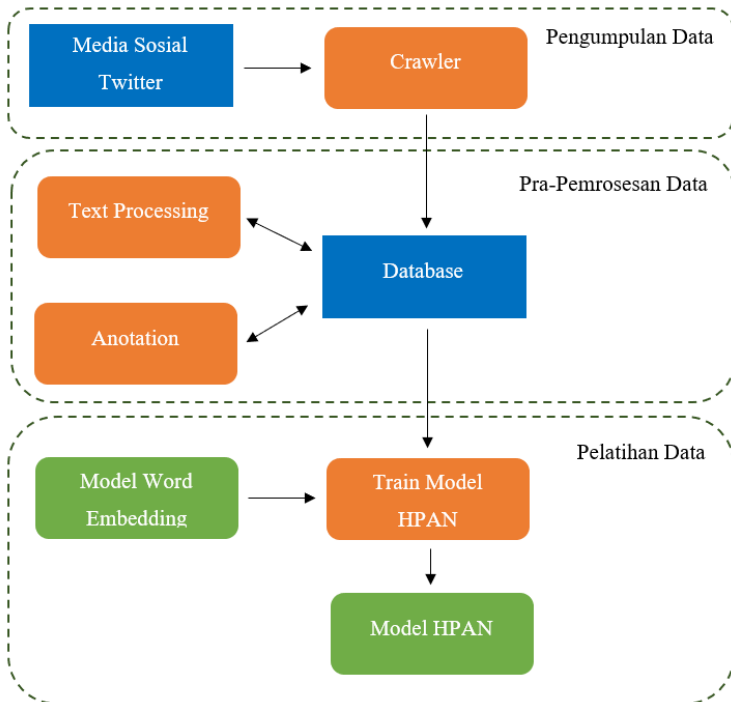 Pengumpulan Data
Media Sosial
Twitter
Crawler
Pra-Pemrosesan Data
Text Processing
Database
Anotation
Pelatihan Data
Model Word
Embedding
Train Model
HPAN
Model HPAN